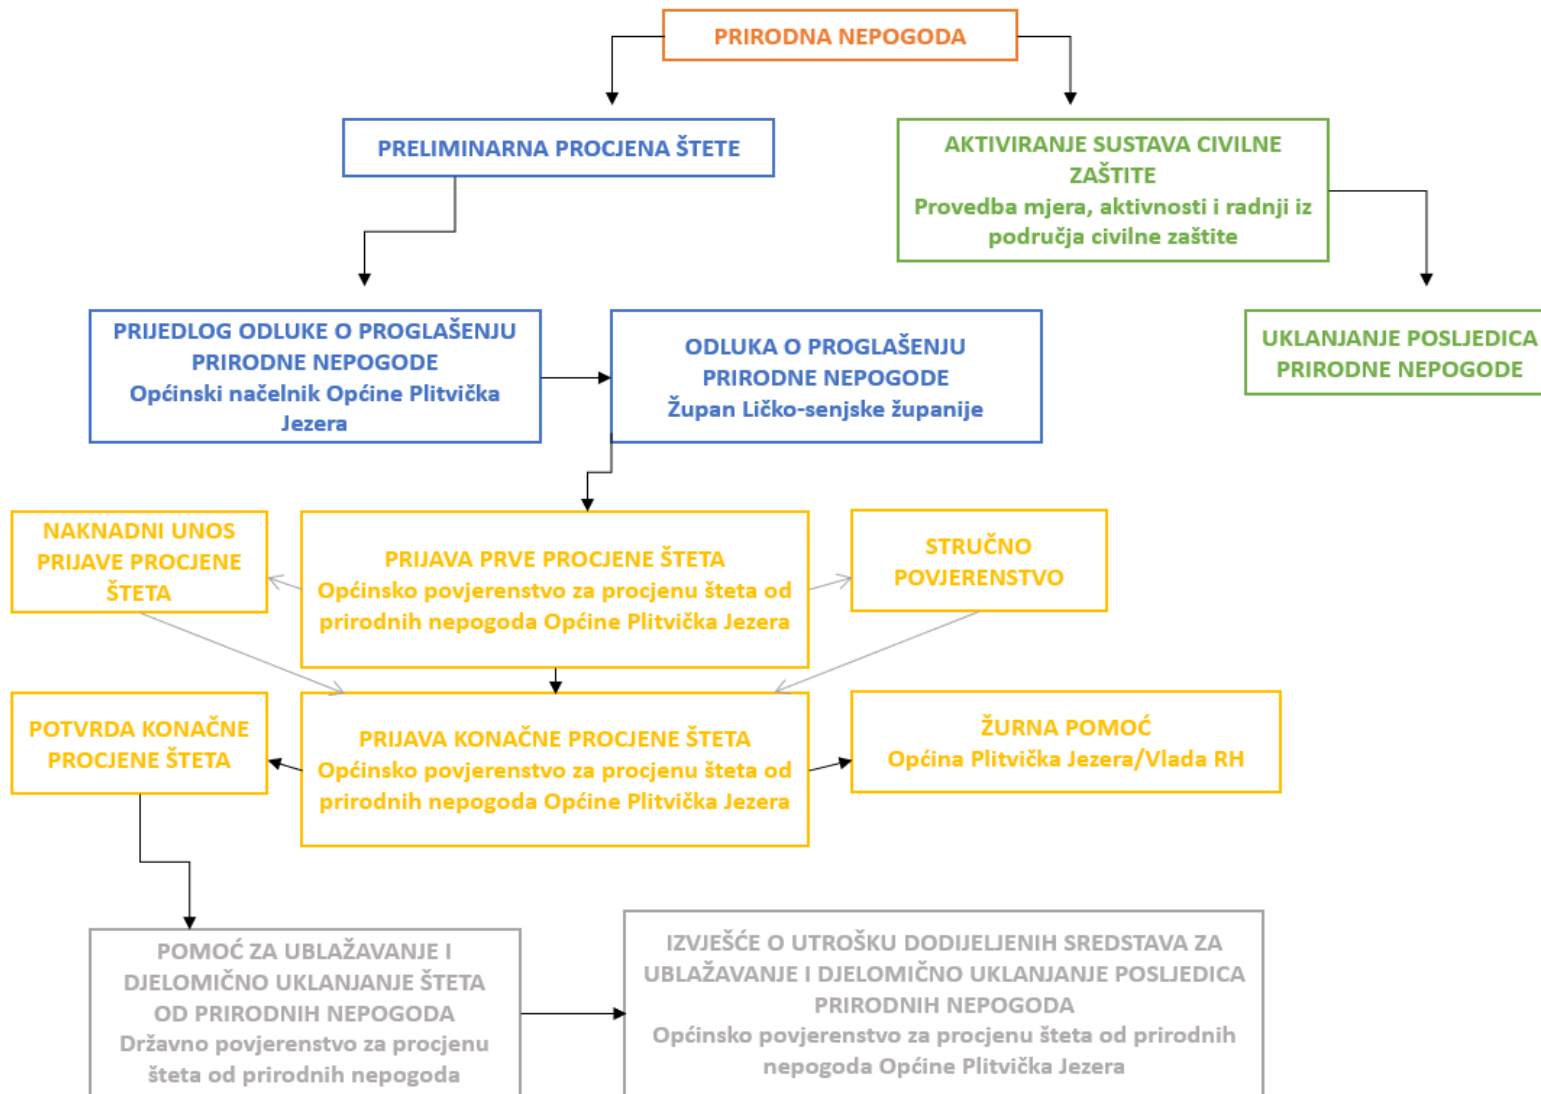 PRIRODNA NEPOGODA
PRELIMINARNA PROCJENA ŠTETE
AKTIVIRANJE SUSTAVA CIVILNE
ZAŠTITE
Provedba mjera, aktivnosti i radnji iz
područja civilne zaštite
PRIJEDLOG ODLUKE O PROGLAŠENJU
PRIRODNE NEPOGODE
Općinski načelnik Općine Plitvička
Jezera
ODLUKA O PROGLAŠENJU
PRIRODNE NEPOGODE
Župan Ličko-senjske županije
UKLANJANJE POSLJEDICA
PRIRODNE NEPOGODE
NAKNADNI UNOS
PRIJAVE PROCJENE
ŠTETA
PRIJAVA PRVE PROCJENE ŠTETA
Općinsko povjerenstvo za procjenu šteta od
prirodnih nepogoda Općine Plitvička Jezera
STRUČNO
POVJERENSTVO
POTVRDA KONAČNE
PROCJENE ŠTETA
PRIJAVA KONAČNE PROCJENE ŠTETA
Općinsko povjerenstvo za procjenu šteta od
prirodnih nepogoda Općine Plitvička Jezera
ŽURNA POMOĆ
Općina Plitvička Jezera/Vlada RH
POMOĆ ZA UBLAŽAVANJE I
DJELOMIČNO UKLANJANJE ŠTETA
OD PRIRODNIH NEPOGODA
Državno povjerenstvo za procjenu
šteta od prirodnih nepogoda
IZVJEŠĆE O UTROŠKU DODIJELJENIH SREDSTAVA ZA
UBLAŽAVANJE I DJELOMIČNO UKLANJANJE POSLJEDICA
PRIRODNIH NEPOGODA
Općinsko povjerenstvo za procjenu šteta od prirodnih
nepogoda Općine Plitvička Jezera